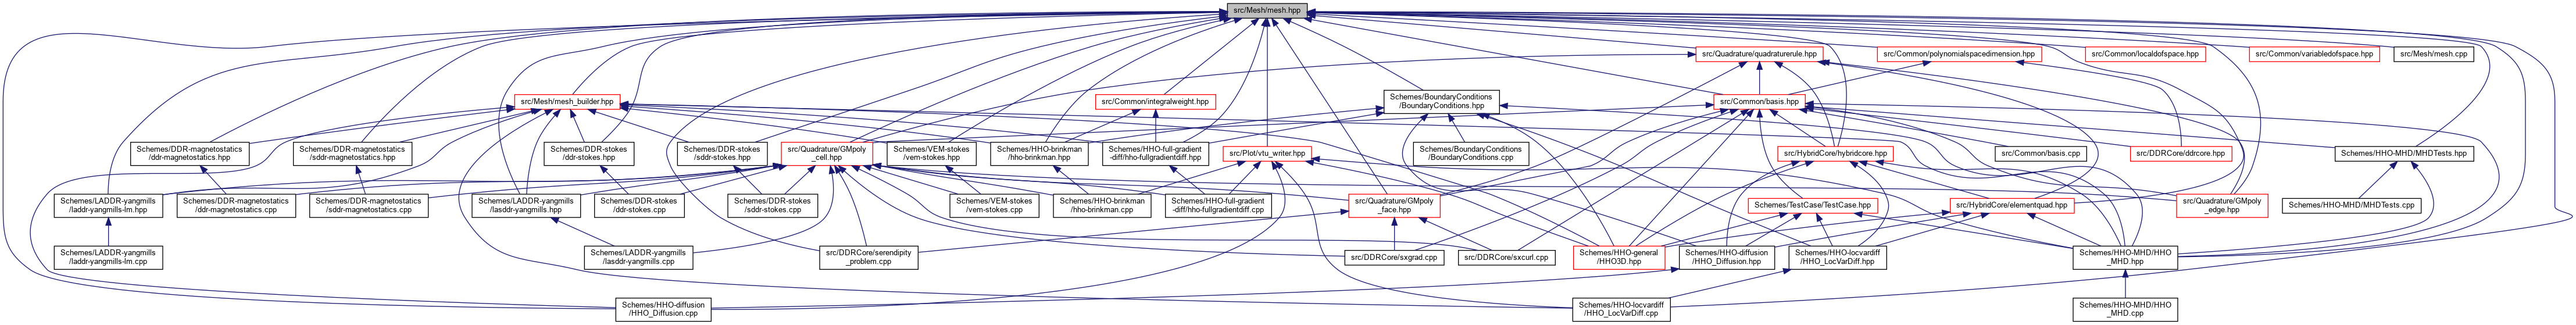 src/Mesh/mesh.hpp
src/Quadrature/quadraturerule.hpp
src/Common/polynomialspacedimension.hpp
src/Common/localdofspace.hpp
src/Common/variabledofspace.hpp
src/Mesh/mesh.cpp
src/Mesh/mesh_builder.hpp
src/Common/integralweight.hpp
Schemes/BoundaryConditions
/BoundaryConditions.hpp
src/Common/basis.hpp
Schemes/DDR-magnetostatics
/ddr-magnetostatics.hpp
Schemes/DDR-magnetostatics
/sddr-magnetostatics.hpp
Schemes/DDR-stokes
/ddr-stokes.hpp
Schemes/DDR-stokes
/sddr-stokes.hpp
src/Quadrature/GMpoly
_cell.hpp
Schemes/VEM-stokes
/vem-stokes.hpp
Schemes/HHO-brinkman
/hho-brinkman.hpp
Schemes/HHO-full-gradient
-diff/hho-fullgradientdiff.hpp
src/Plot/vtu_writer.hpp
Schemes/BoundaryConditions
/BoundaryConditions.cpp
src/HybridCore/hybridcore.hpp
src/Common/basis.cpp
src/DDRCore/ddrcore.hpp
Schemes/HHO-MHD/MHDTests.hpp
Schemes/LADDR-yangmills
/laddr-yangmills-lm.hpp
Schemes/DDR-magnetostatics
/ddr-magnetostatics.cpp
Schemes/DDR-magnetostatics
/sddr-magnetostatics.cpp
Schemes/LADDR-yangmills
/lasddr-yangmills.hpp
Schemes/DDR-stokes
/ddr-stokes.cpp
Schemes/DDR-stokes
/sddr-stokes.cpp
Schemes/VEM-stokes
/vem-stokes.cpp
Schemes/HHO-brinkman
/hho-brinkman.cpp
Schemes/HHO-full-gradient
-diff/hho-fullgradientdiff.cpp
src/Quadrature/GMpoly
_face.hpp
Schemes/TestCase/TestCase.hpp
src/HybridCore/elementquad.hpp
src/Quadrature/GMpoly
_edge.hpp
Schemes/HHO-MHD/MHDTests.cpp
Schemes/LADDR-yangmills
/laddr-yangmills-lm.cpp
Schemes/LADDR-yangmills
/lasddr-yangmills.cpp
src/DDRCore/serendipity
_problem.cpp
src/DDRCore/sxgrad.cpp
src/DDRCore/sxcurl.cpp
Schemes/HHO-general
/HHO3D.hpp
Schemes/HHO-diffusion
/HHO_Diffusion.hpp
Schemes/HHO-locvardiff
/HHO_LocVarDiff.hpp
Schemes/HHO-MHD/HHO
_MHD.hpp
Schemes/HHO-diffusion
/HHO_Diffusion.cpp
Schemes/HHO-locvardiff
/HHO_LocVarDiff.cpp
Schemes/HHO-MHD/HHO
_MHD.cpp